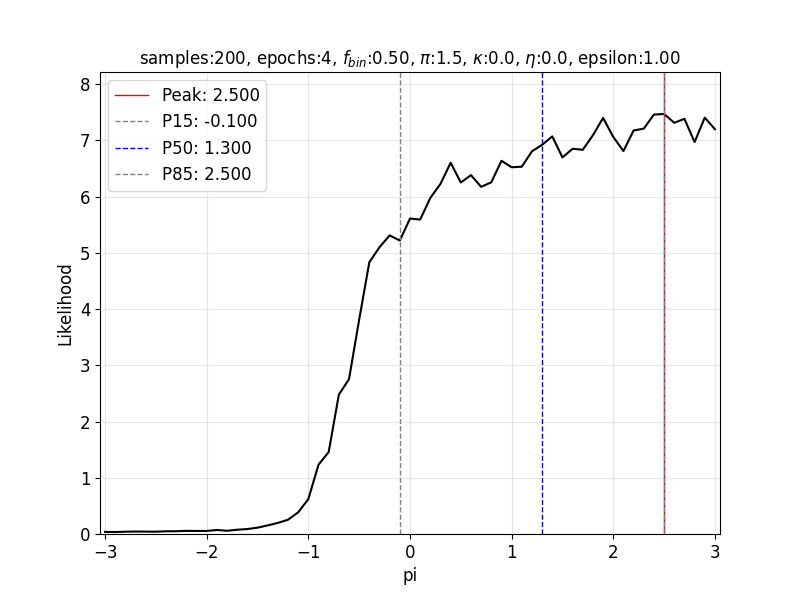 samples:200, epochs:4, f_bin:0.50, π:1.5, κ:0.0, η:0.0, epsilon:1.00
Peak: 2.500
P15: -0.100
P50: 1.300
P85: 2.500
Likelihood
8
7
6
5
4
3
2
1
0
−3
−2
−1
0
1
2
3
pi